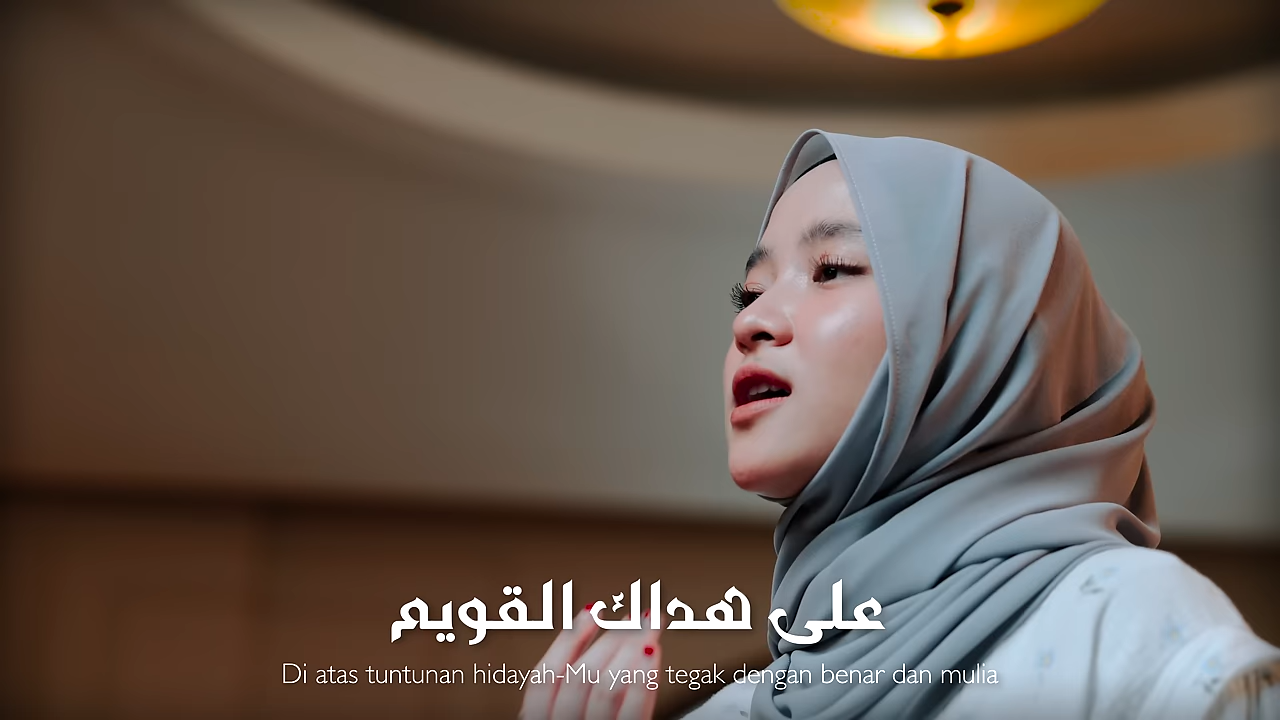 على هداك القويم
Di atas tuntunan hidayah-Mu yang tegak dengan benar dan mulia